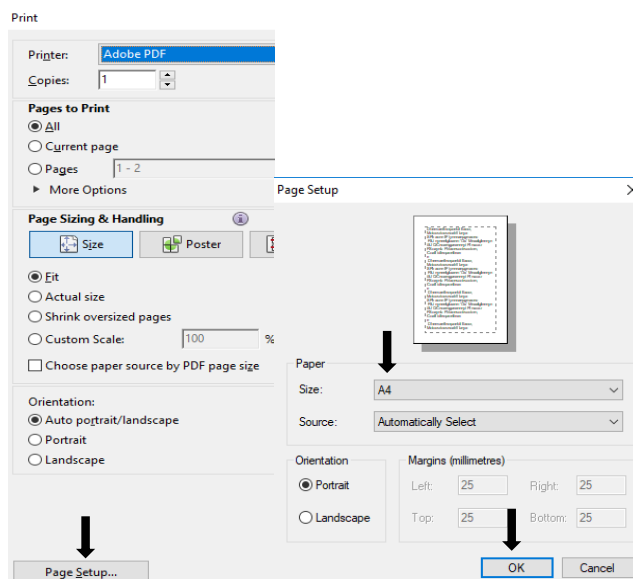 Print
Printer: Adobe PDF
Copies: 1
Pages to Print
All
Current page
Pages 1 - 2
More Options
Page Sizing & Handling
Size Poster
Fit
Actual size
Shrink oversized pages
Custom Scale: 100 %
Choose paper source by PDF page size
Orientation:
Auto portrait/landscape
Portrait
Landscape
Page Setup...
Page Setup
Paper
Size: A4
Source: Automatically Select
Orientation
Portrait
Landscape
Margins (millimetres)
Left: 25 Right: 25
Top: 25 Bottom: 25
OK Cancel